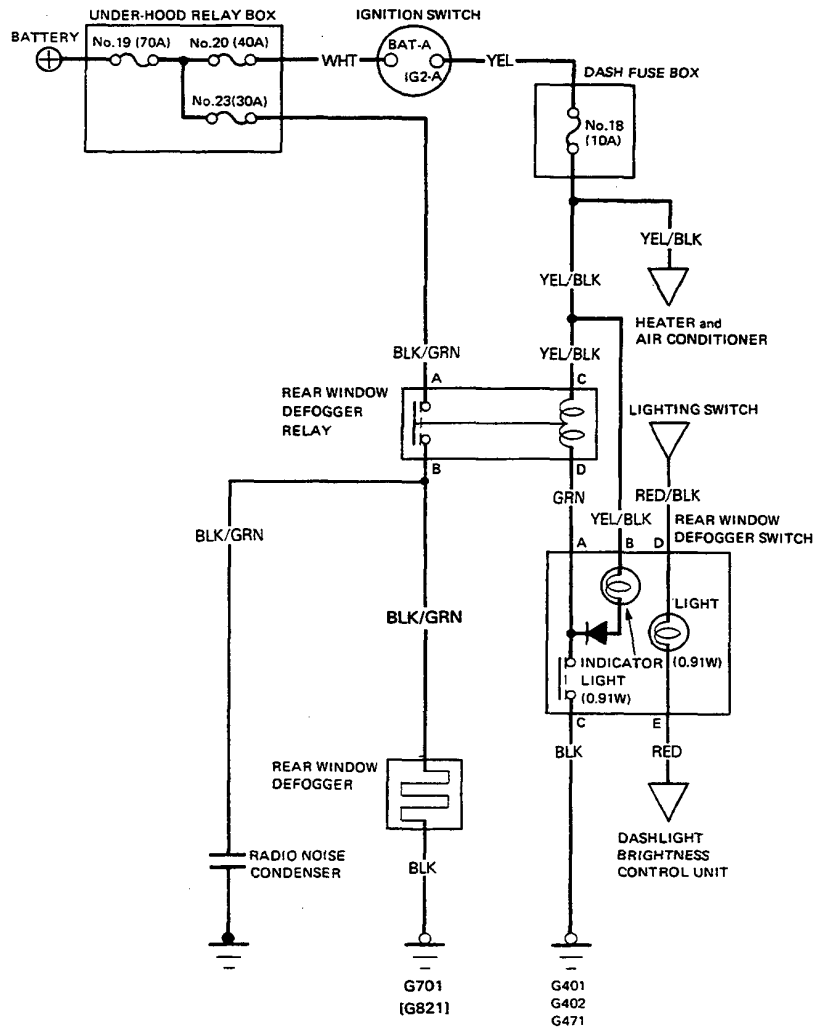 UNDER-HOOD RELAY BOX
IGNITION SWITCH
BATTERY
No.19 (70A)
No.20 (40A)
WHT
BAT-A
IG2-A
YEL
DASH FUSE BOX
No.23(30A)
No.18
(10A)
YEL/BLK
YEL/BLK
HEATER and
AIR CONDITIONER
BLK/GRN
YEL/BLK
A
C
REAR WINDOW
DEFOGGER
RELAY
LIGHTING SWITCH
B
D
GRN
RED/BLK
BLK/GRN
YEL/BLK
REAR WINDOW
DEFOGGER SWITCH
A
B
D
LIGHT
BLK/GRN
INDICATOR
LIGHT
(0.91W)
(0.91W)
C
E
BLK
RED
REAR WINDOW
DEFOGGER
DASHLIGHT
BRIGHTNESS
CONTROL UNIT
RADIO NOISE
CONDENSER
BLK
G701
[G821]
G401
G402
G471